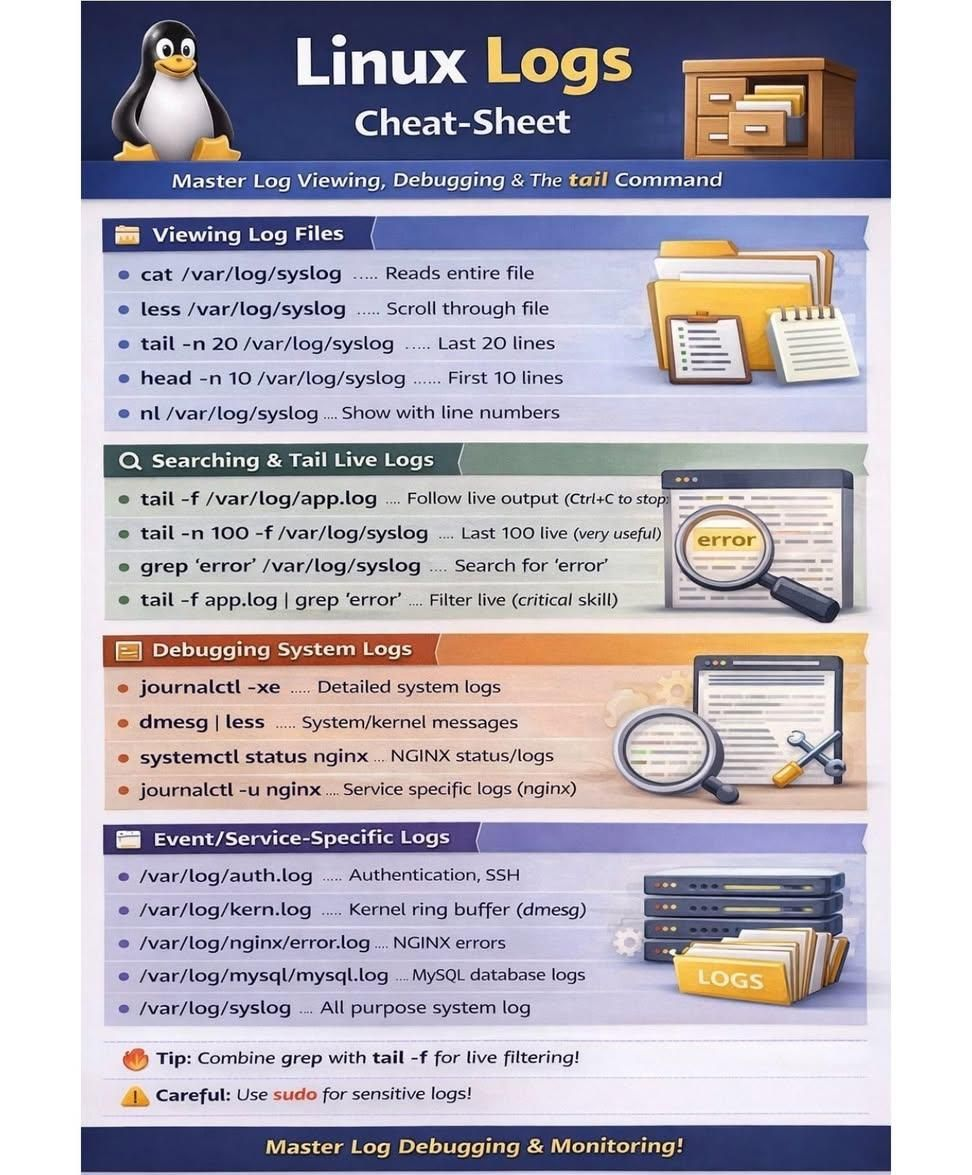 Linux Logs
Cheat-Sheet
Master Log Viewing, Debugging & The tail Command
Viewing Log Files
• cat /var/log/syslog ..... Reads entire file
• less /var/log/syslog ..... Scroll through file
• tail -n 20 /var/log/syslog ..... Last 20 lines
• head -n 10 /var/log/syslog ...... First 10 lines
• nl /var/log/syslog .... Show with line numbers
Searching & Tail Live Logs
• tail -f /var/log/app.log .... Follow live output (Ctrl+C to stop)
• tail -n 100 -f /var/log/syslog .... Last 100 live (very useful)
• grep ‘error’ /var/log/syslog .... Search for ‘error’
• tail -f app.log | grep ‘error’ .... Filter live (critical skill)
error
Debugging System Logs
• journalctl -xe ..... Detailed system logs
• dmesg | less ..... System/kernel messages
• systemctl status nginx ... NGINX status/logs
• journalctl -u nginx .... Service specific logs (nginx)
Event/Service-Specific Logs
• /var/log/auth.log ..... Authentication, SSH
• /var/log/kern.log ..... Kernel ring buffer (dmesg)
• /var/log/nginx/error.log .... NGINX errors
• /var/log/mysql/mysql.log .... MySQL database logs
• /var/log/syslog .... All purpose system log
LOGS
Tip: Combine grep with tail -f for live filtering!
Careful: Use sudo for sensitive logs!
Master Log Debugging & Monitoring!